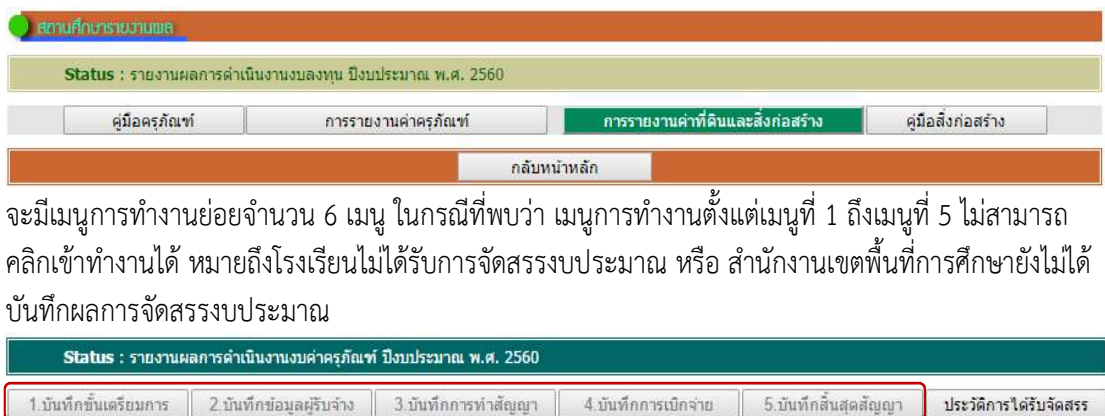 สถานศึกษารายงานผล
Status : รายงานผลการดำเนินงานงบลงทุน ปีงบประมาณ พ.ศ. 2560
คู่มือครุภัณฑ์ การรายงานค่าครุภัณฑ์ การรายงานค่าที่ดินและสิ่งก่อสร้าง คู่มือสิ่งก่อสร้าง
กลับหน้าหลัก
จะมีเมนูการทำงานย่อยจำนวน 6 เมนู ในกรณีที่พบว่า เมนูการทำงานตั้งแต่เมนูที่ 1 ถึงเมนูที่ 5 ไม่สามารถ
คลิกเข้าทำงานได้ หมายถึงโรงเรียนไม่ได้รับการจัดสรรงบประมาณ หรือ สำนักงานเขตพื้นที่การศึกษายังไม่ได้
บันทึกผลการจัดสรรงบประมาณ
Status : รายงานผลการดำเนินงานงบค่าครุภัณฑ์ ปีงบประมาณ พ.ศ. 2560
1.บันทึกขั้นเตรียมการ 2.บันทึกข้อมูลผู้รับจ้าง 3.บันทึกการทำสัญญา 4.บันทึกการเบิกจ่าย 5.บันทึกสิ้นสุดสัญญา ประวัติการได้รับจัดสรร